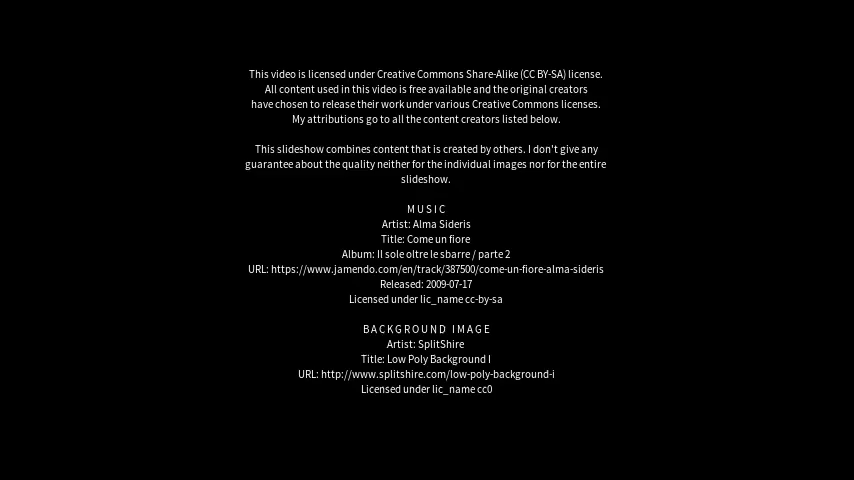 This video is licensed under Creative Commons Share-Alike (CC BY-SA) license.
All content used in this video is free available and the original creators
have chosen to release their work under various Creative Commons licenses.
My attributions go to all the content creators listed below.
This slideshow combines content that is created by others. I don't give any
guarantee about the quality neither for the individual images nor for the entire
slideshow.
MUSIC
Artist: Alma Sideris
Title: Come un fiore
Album: Il sole oltre le sbarre / parte 2
URL: https://www.jamendo.com/en/track/387500/come-un-fiore-alma-sideris
Released: 2009-07-17
Licensed under lic_name cc-by-sa
BACKGROUND IMAGE
Artist: SplitShire
Title: Low Poly Background I
URL: http://www.splitshire.com/low-poly-background-i
Licensed under lic_name cc0